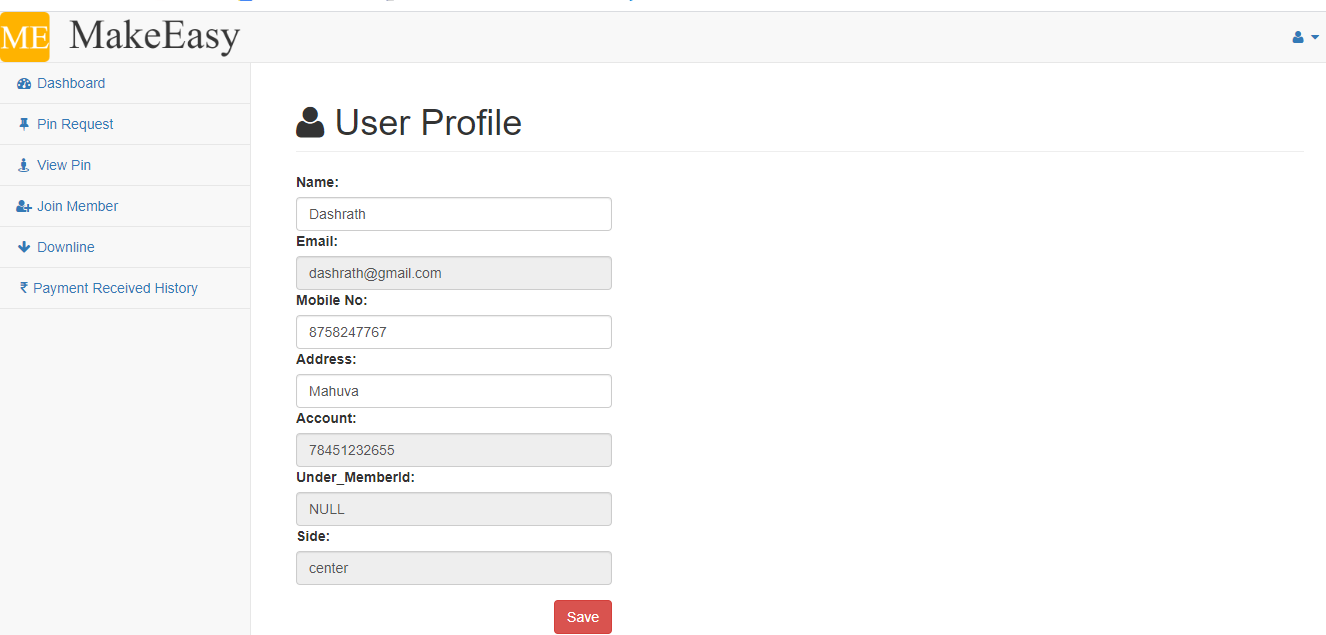 ME MakeEasy
Dashboard
Pin Request
View Pin
Join Member
Downline
₹ Payment Received History
User Profile
Name:
Dashrath
Email:
dashrath@gmail.com
Mobile No:
8758247767
Address:
Mahuva
Account:
78451232655
Under_MemberId:
NULL
Side:
center
Save